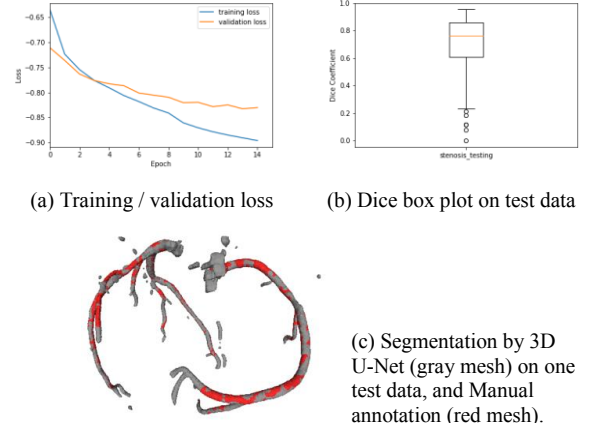 training loss
validation loss
−0.65
−0.70
−0.75
−0.80
−0.85
−0.90
Loss
0 2 4 6 8 10 12 14
Epoch
1.0
0.8
0.6
0.4
0.2
0.0
Dice Coefficient
stenosis_testing
(a) Training / validation loss
(b) Dice box plot on test data
(c) Segmentation by 3D
U-Net (gray mesh) on one
test data, and Manual
annotation (red mesh).